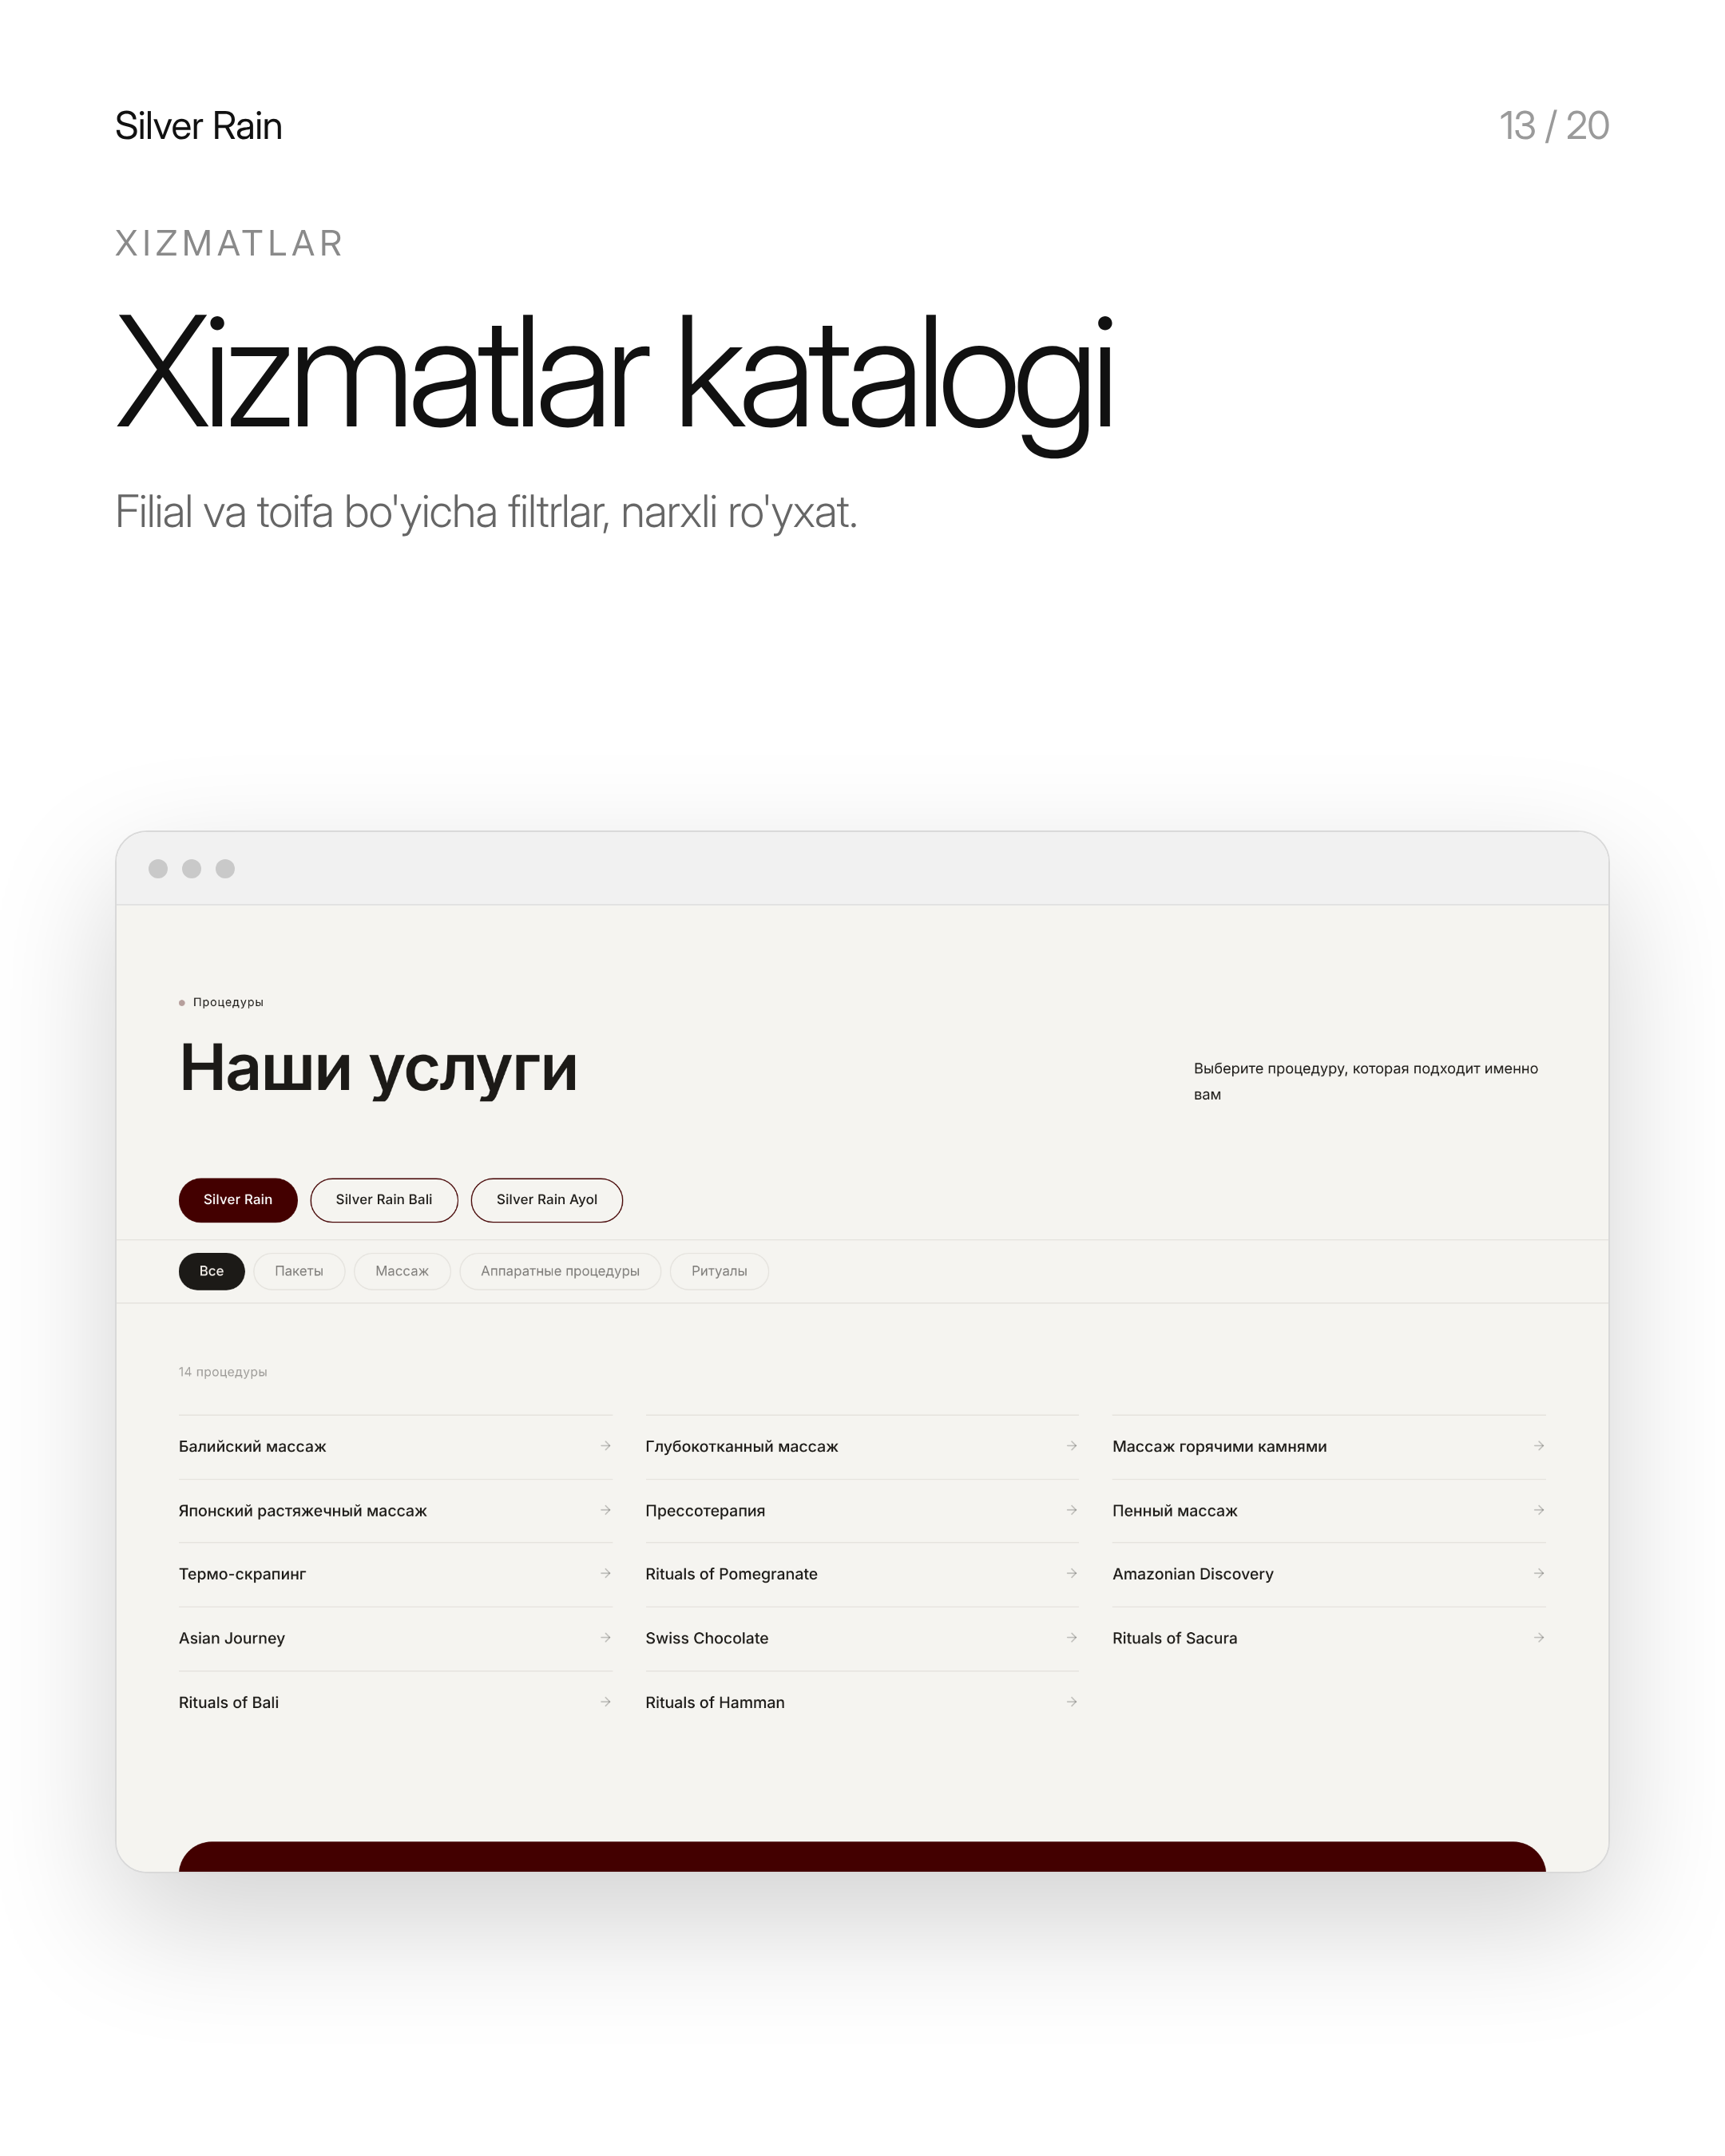 Silver Rain
13 / 20
XIZMATLAR
Xizmatlar katalogi
Filial va toifa bo'yicha filtrlar, narxli ro'yxat.
Процедуры
Наши услуги
Выберите процедуру, которая подходит именно
вам
Silver Rain
Silver Rain Bali
Silver Rain Ayol
Все
Пакеты
Массаж
Аппаратные процедуры
Ритуалы
14 процедуры
Балийский массаж
Глубокотканный массаж
Массаж горячими камнями
Японский растяжечный массаж
Прессотерапия
Пенный массаж
Термо-скрапинг
Rituals of Pomegranate
Amazonian Discovery
Asian Journey
Swiss Chocolate
Rituals of Sacura
Rituals of Bali
Rituals of Hamman